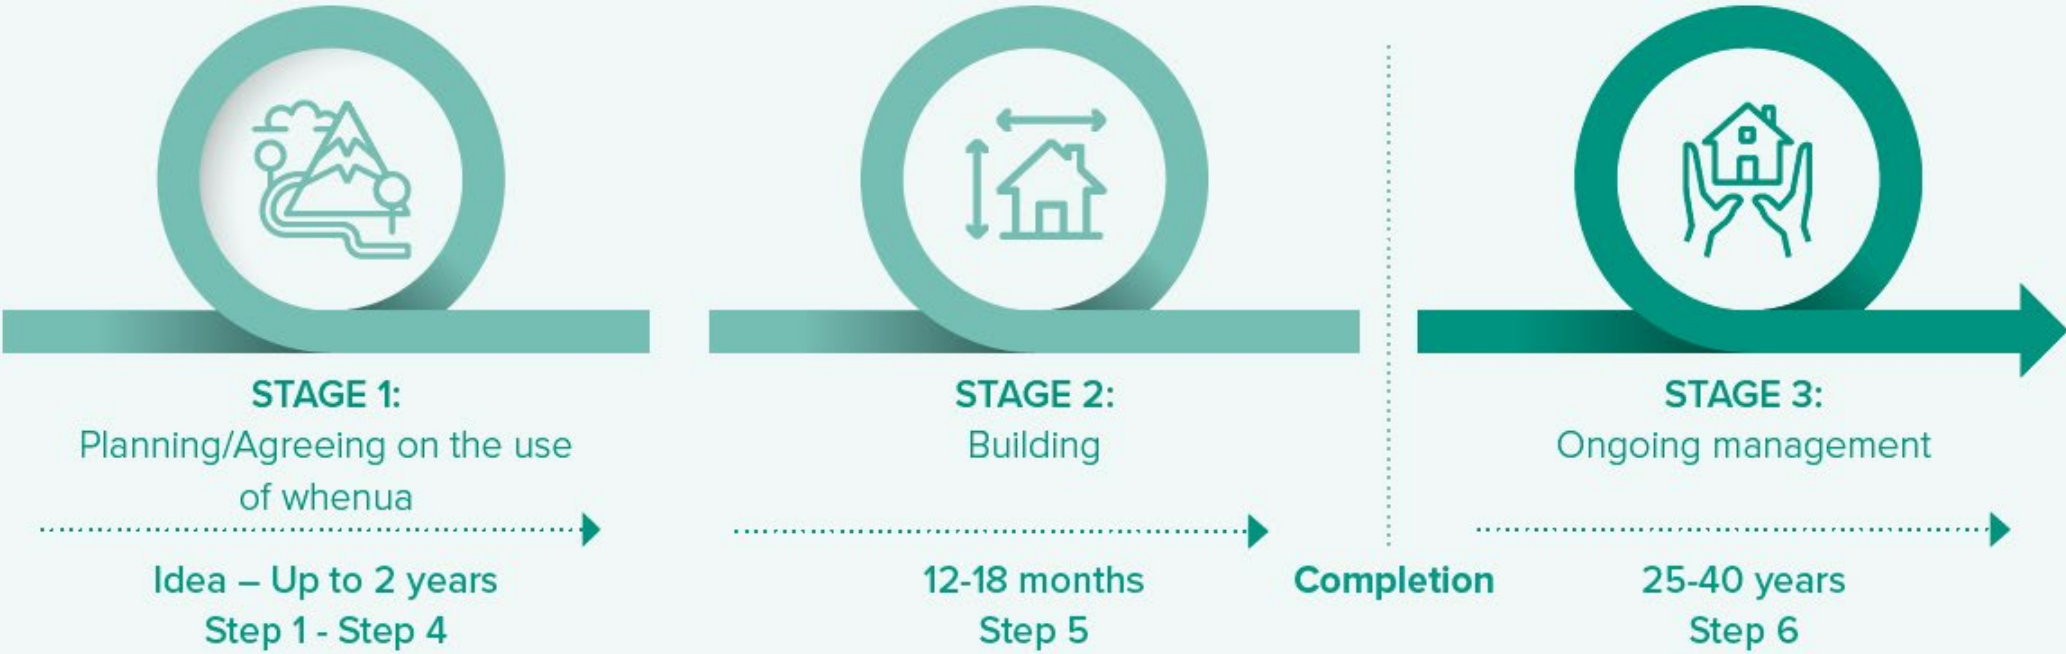 STAGE 1:
Planning/Agreeing on the use
of whenua
Idea – Up to 2 years
Step 1 - Step 4
STAGE 2:
Building
12-18 months
Step 5
Completion
STAGE 3:
Ongoing management
25-40 years
Step 6